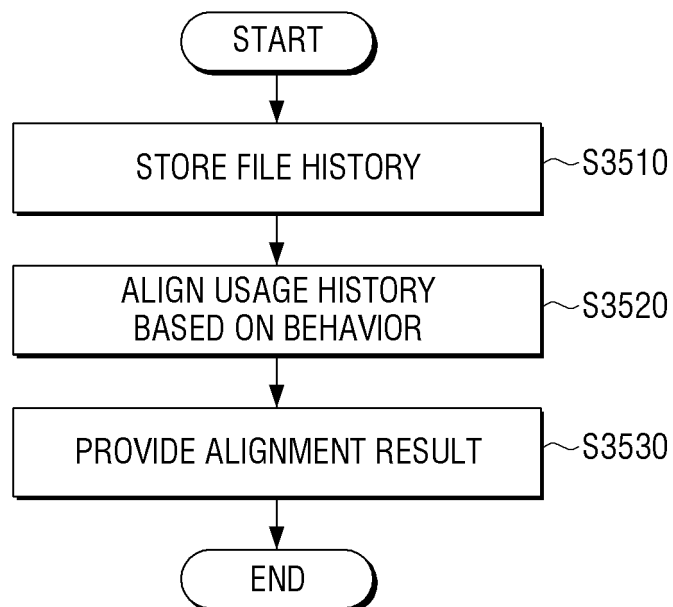 START
STORE FILE HISTORY
S3510
ALIGN USAGE HISTORY
BASED ON BEHAVIOR
S3520
PROVIDE ALIGNMENT RESULT
S3530
END